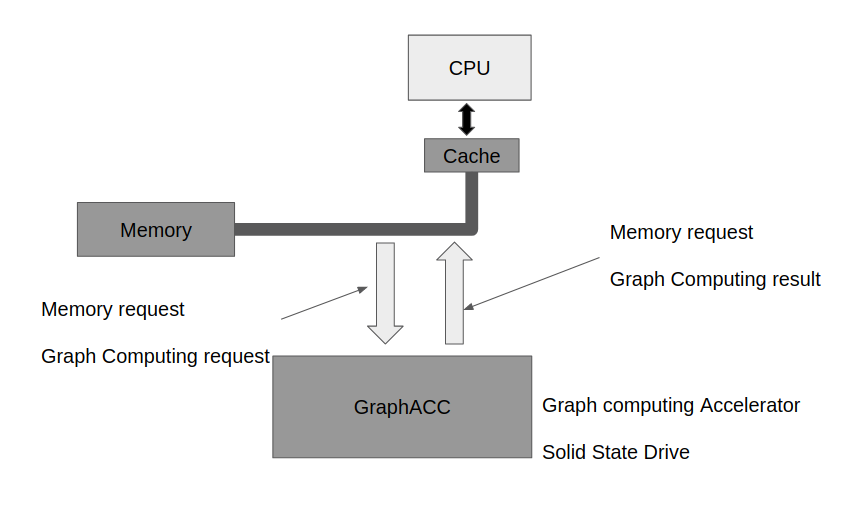 CPU
Cache
Memory
Memory request
Graph Computing result
Memory request
Graph Computing request
GraphACC
Graph computing Accelerator
Solid State Drive